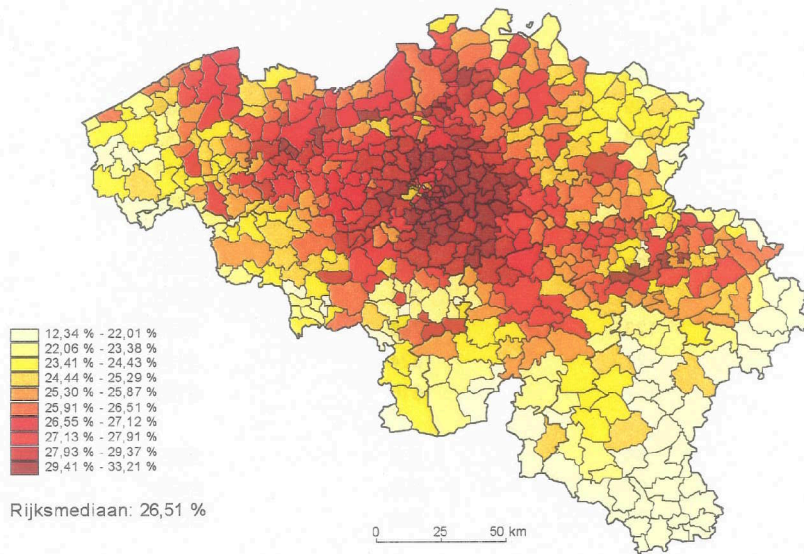 12,34 % - 22,01 %
22,06 % - 23,38 %
23,41 % - 24,43 %
24,44 % - 25,29 %
25,30 % - 25,87 %
25,91 % - 26,51 %
26,55 % - 27,12 %
27,13 % - 27,91 %
27,93 % - 29,37 %
29,41 % - 33,21 %
Rijksmediaan: 26,51 %
0 25 50 km